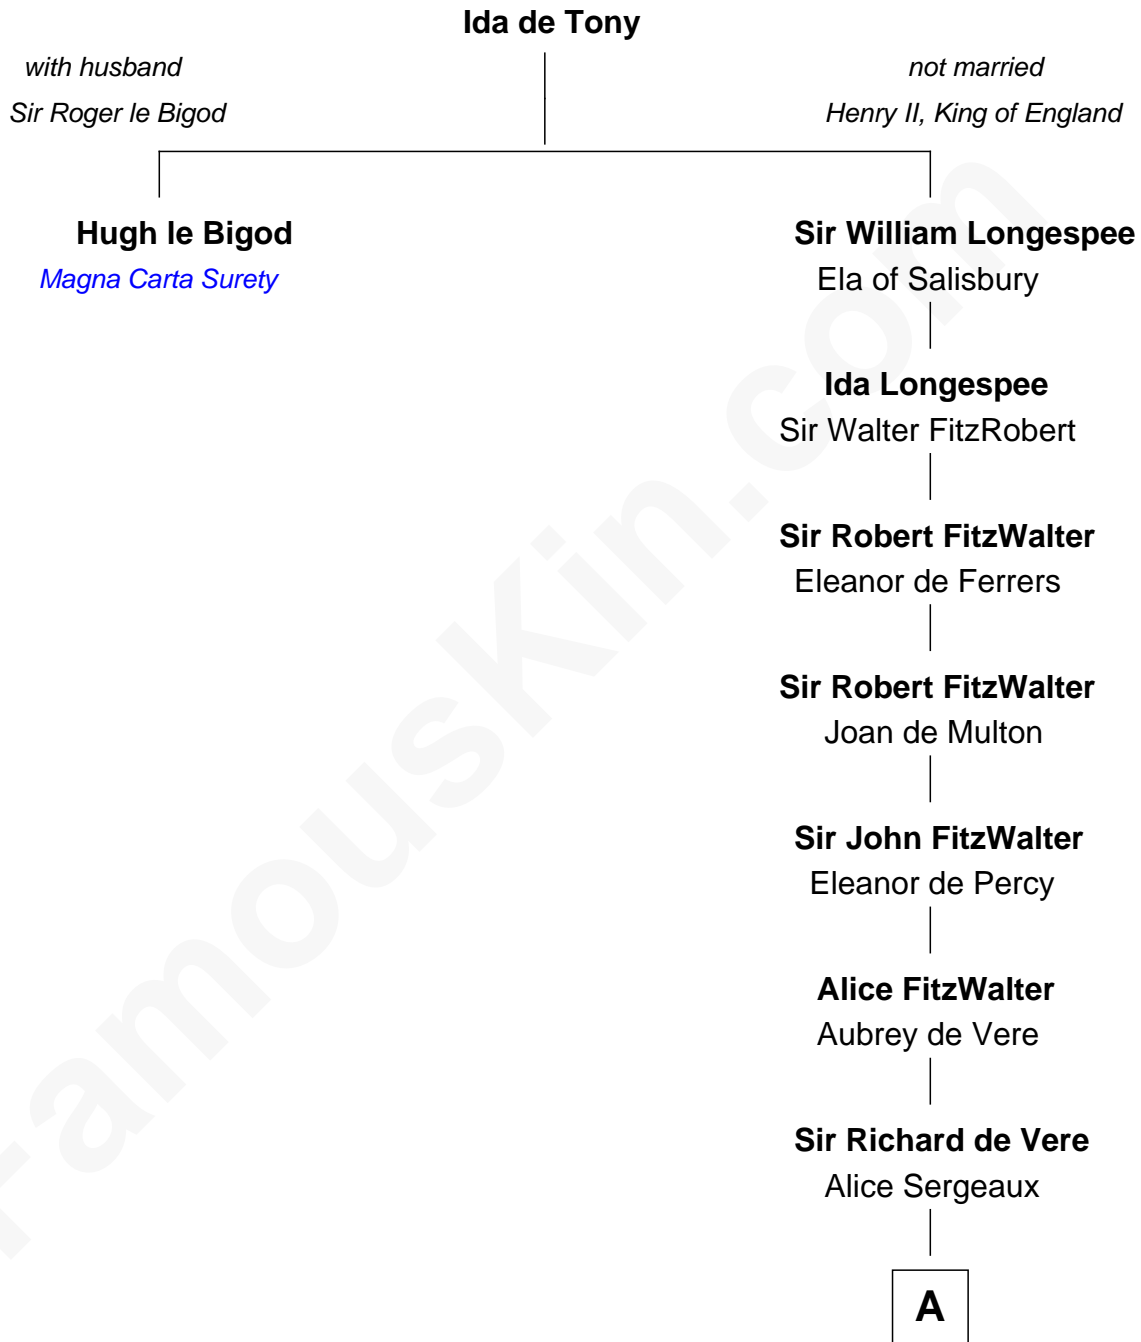 Ida de Tony
with husband
not married
Sir Roger le Bigod
Henry II, King of England
Hugh le Bigod
Magna Carta Surety
Sir William Longespee
Ela of Salisbury
Ida Longespee
Sir Walter FitzRobert
Sir Robert FitzWalter
Eleanor de Ferrers
Sir Robert FitzWalter
Joan de Multon
Sir John FitzWalter
Eleanor de Percy
Alice FitzWalter
Aubrey de Vere
Sir Richard de Vere
Alice Sergeaux
A
FamousKin.com